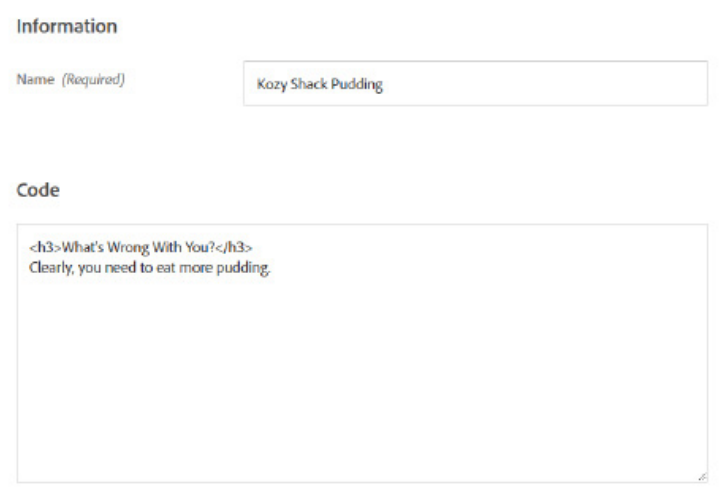 Information
Name (Required)
Kozy Shack Pudding
Code
<h3>What's Wrong With You?</h3>
Clearly, you need to eat more pudding.